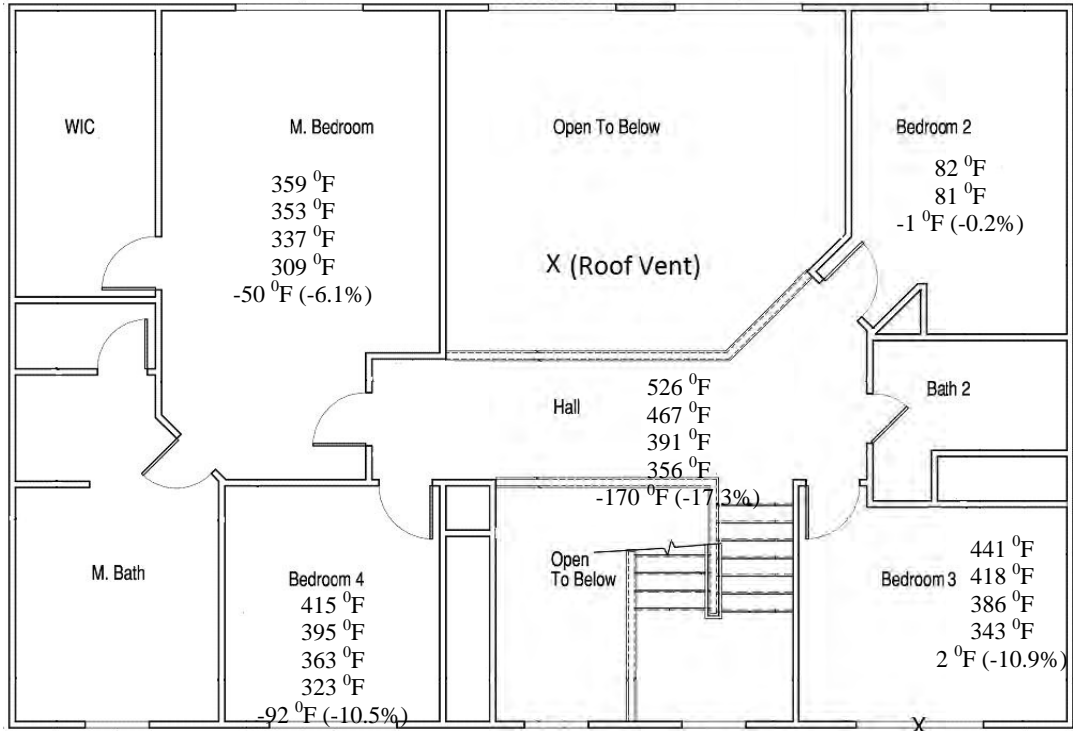 WIC
M. Bedroom
359 ⁰F
353 ⁰F
337 ⁰F
309 ⁰F
-50 ⁰F (-6.1%)
Open To Below
X (Roof Vent)
Bedroom 2
82 ⁰F
81 ⁰F
-1 ⁰F (-0.2%)
Hall
526 ⁰F
467 ⁰F
391 ⁰F
356 ⁰F
-170 ⁰F (-17.3%)
Bath 2
M. Bath
Bedroom 4
415 ⁰F
395 ⁰F
363 ⁰F
323 ⁰F
-92 ⁰F (-10.5%)
Open
To Below
Bedroom 3
441 ⁰F
418 ⁰F
386 ⁰F
343 ⁰F
2 ⁰F (-10.9%)
X